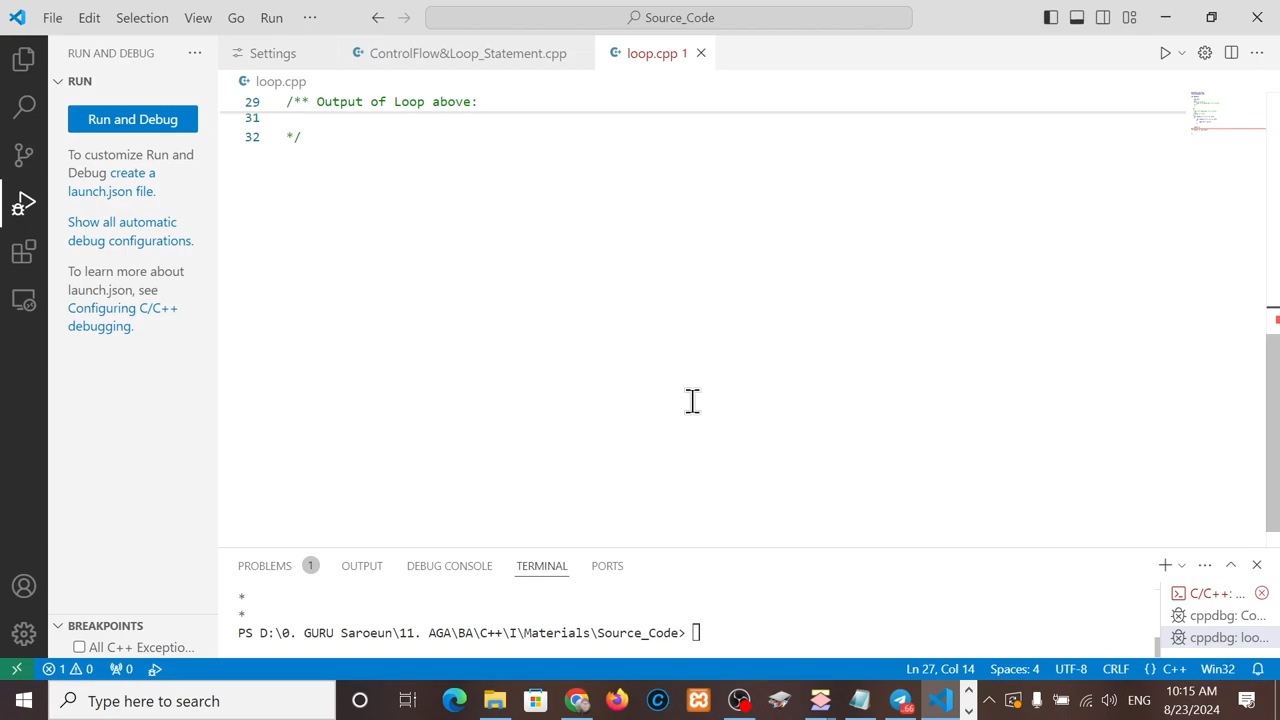 File Edit Selection View Go Run ··· Source_Code
RUN AND DEBUG ···
Settings ControlFlow&Loop_Statement.cpp loop.cpp 1
RUN
loop.cpp
Run and Debug
29 /** Output of Loop above:
31
32 */
To customize Run and
Debug create a
launch.json file.
Show all automatic
debug configurations.
To learn more about
launch.json, see
Configuring C/C++
debugging.
PROBLEMS 1 OUTPUT DEBUG CONSOLE TERMINAL PORTS
*
*
PS D:\0. GURU Saroeun\11. AGA\BA\C++\I\Materials\Source_Code>
C/C++: ...
cppdbg: Co...
cppdbg: loo...
BREAKPOINTS
All C++ Exceptio...
1 0 0 Ln 27, Col 14 Spaces: 4 UTF-8 CRLF {} C++ Win32
Type here to search
66
ENG
10:15 AM
8/23/2024